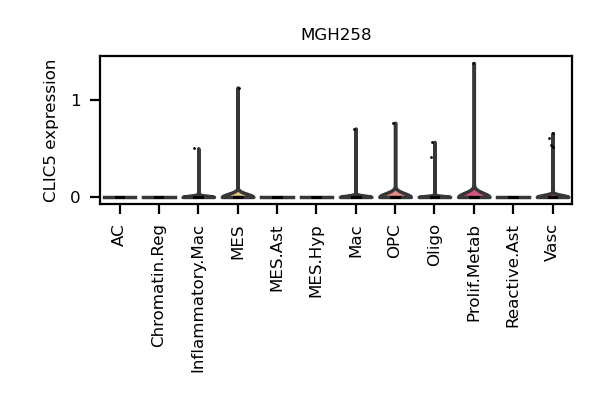 MGH258
CLIC5 expression
1
0
AC
Chromatin.Reg
Inflammatory.Mac
MES
MES.Ast
MES.Hyp
Mac
OPC
Oligo
Prolif.Metab
Reactive.Ast
Vasc